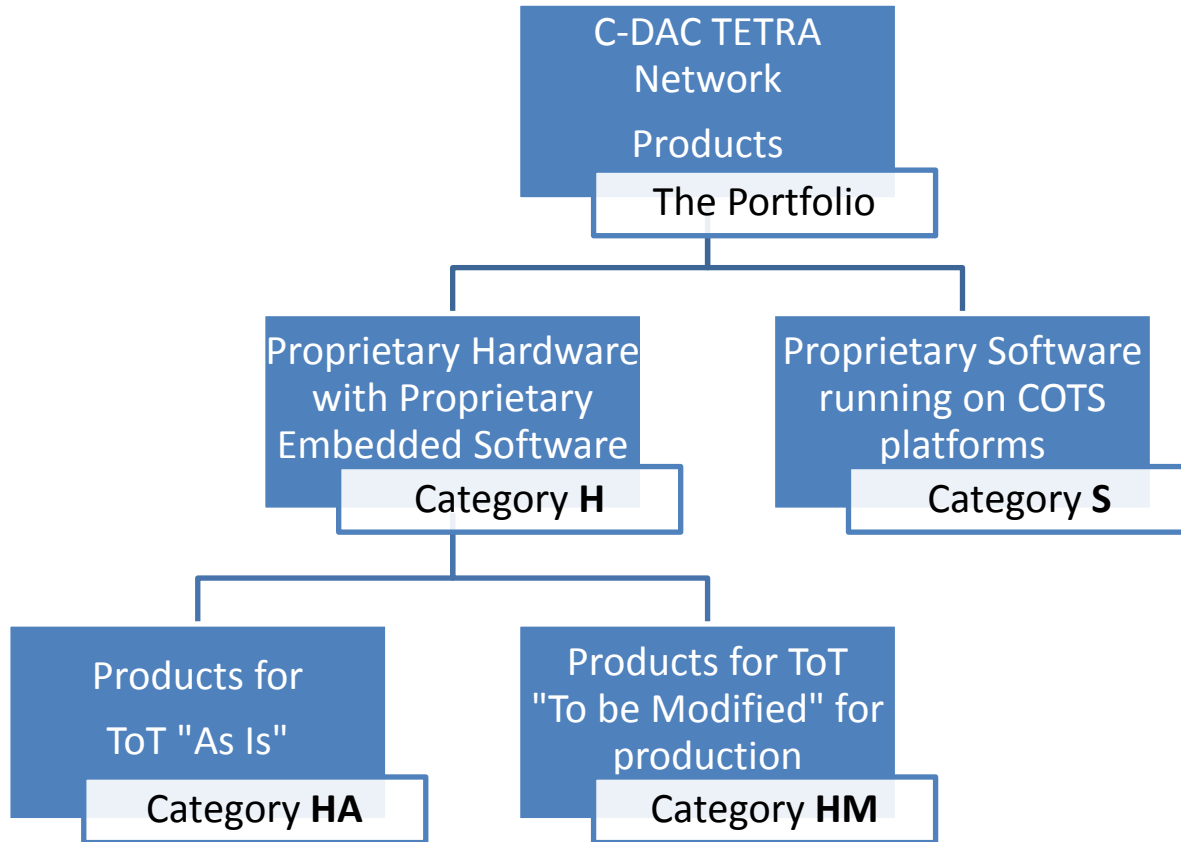 C-DAC TETRA
Network
Products
The Portfolio
Proprietary Hardware
with Proprietary
Embedded Software
Category H
Proprietary Software
running on COTS
platforms
Category S
Products for
ToT "As Is"
Category HA
Products for ToT
"To be Modified" for
production
Category HM